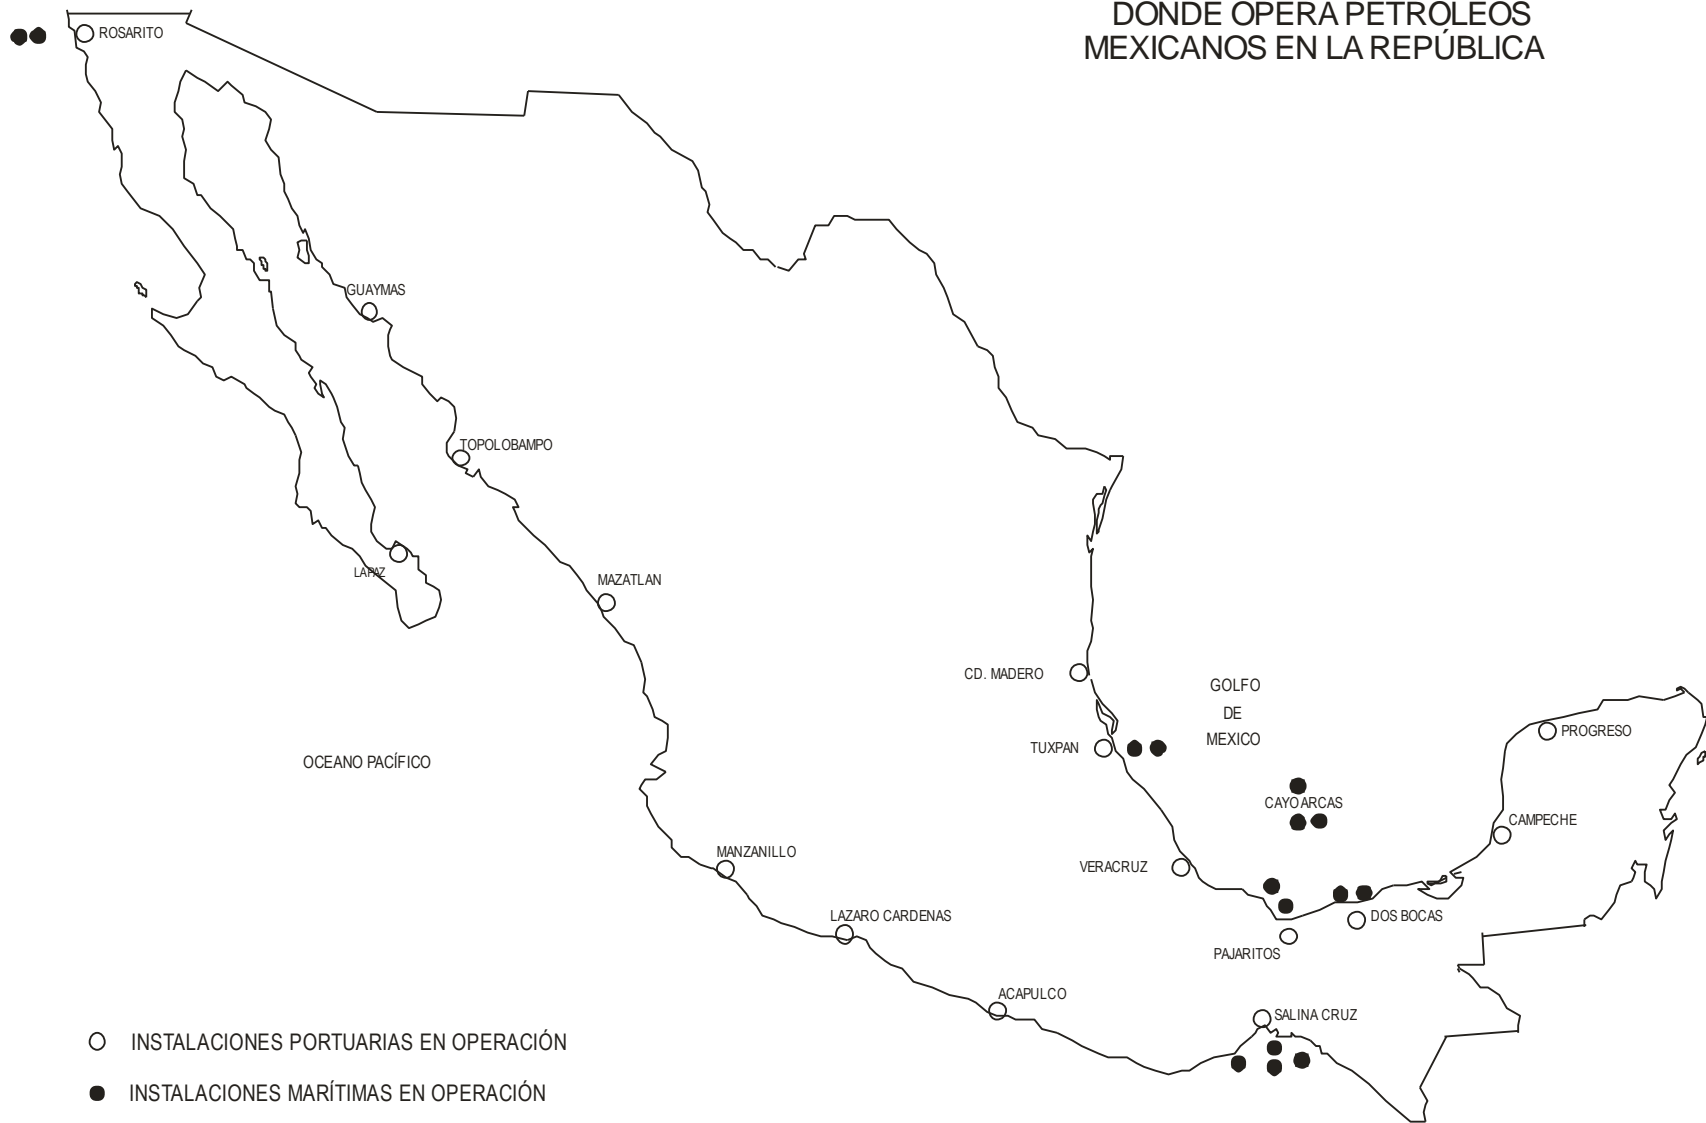 DONDE OPERA PETRÓLEOS
MEXICANOS EN LA REPÚBLICA
ROSARITO
GUAYMAS
TOPOLOBAMPO
LAPAZ
MAZATLAN
CD. MADERO
GOLFO
DE
MEXICO
TUXPAN
PROGRESO
OCEANO PACÍFICO
CAYO ARCAS
CAMPECHE
MANZANILLO
VERACRUZ
LAZARO CARDENAS
DOS BOCAS
PAJARITOS
ACAPULCO
SALINA CRUZ
INSTALACIONES PORTUARIAS EN OPERACIÓN
INSTALACIONES MARÍTIMAS EN OPERACIÓN